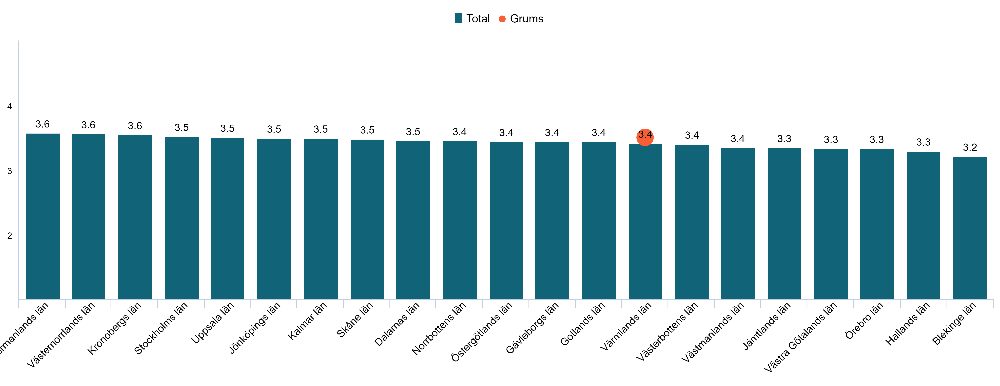 Total Grums
4
3
2
3.6 3.6 3.6 3.5 3.5 3.5 3.5 3.5 3.5 3.4 3.4 3.4 3.4 3.4 3.4 3.4 3.3 3.3 3.3 3.3 3.2
ermanlands län
Västernorrlands län
Kronobergs län
Stockholms län
Uppsala län
Jönköpings län
Kalmar län
Skåne län
Dalarnas län
Norrbottens län
Östergötlands län
Gävleborgs län
Gotlands län
Värmlands län
Västerbottens län
Västmanlands län
Jämtlands län
Västra Götalands län
Örebro län
Hallands län
Blekinge län